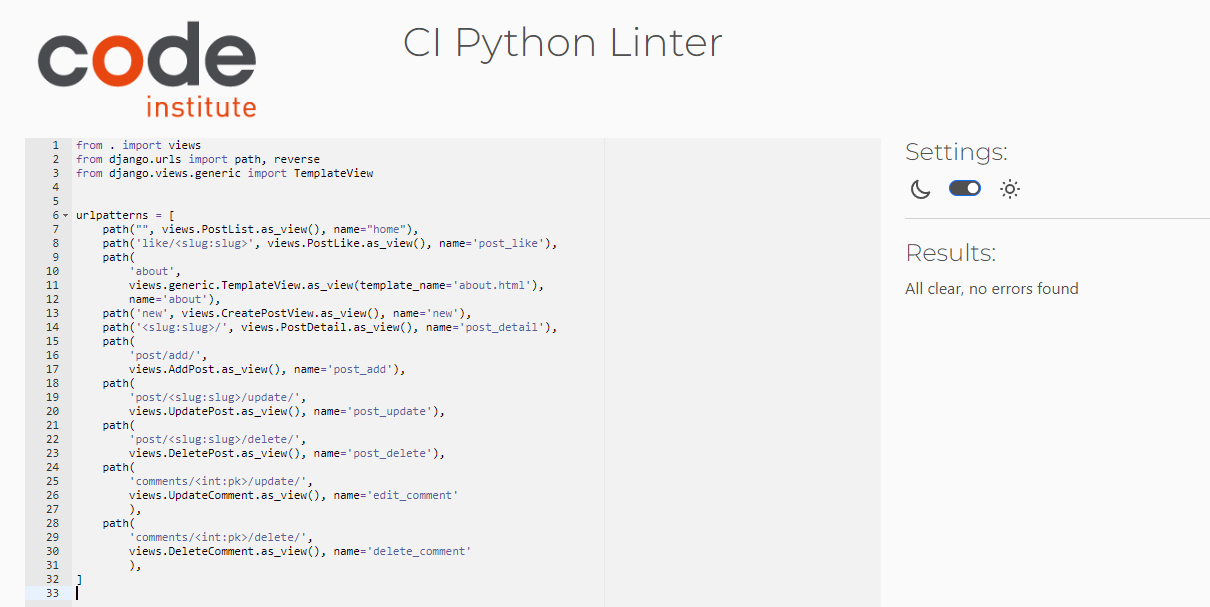 code
institute
CI Python Linter
1 from . import views
2 from django.urls import path, reverse
3 from django.views.generic import TemplateView
4
5
6 urlpatterns = [
7     path("", views.PostList.as_view(), name="home"),
8     path('like/<slug:slug>', views.PostLike.as_view(), name='post_like'),
9     path(
10         'about',
11         views.generic.TemplateView.as_view(template_name='about.html'),
12         name='about'),
13     path('new', views.CreatePostView.as_view(), name='new'),
14     path('<slug:slug>/', views.PostDetail.as_view(), name='post_detail'),
15     path(
16         'post/add/',
17         views.AddPost.as_view(), name='post_add'),
18     path(
19         'post/<slug:slug>/update/',
20         views.UpdatePost.as_view(), name='post_update'),
21     path(
22         'post/<slug:slug>/delete/',
23         views.DeletePost.as_view(), name='post_delete'),
24     path(
25         'comments/<int:pk>/update/',
26         views.UpdateComment.as_view(), name='edit_comment'
27         ),
28     path(
29         'comments/<int:pk>/delete/',
30         views.DeleteComment.as_view(), name='delete_comment'
31         ),
32 ]
33
Settings:
Results:
All clear, no errors found